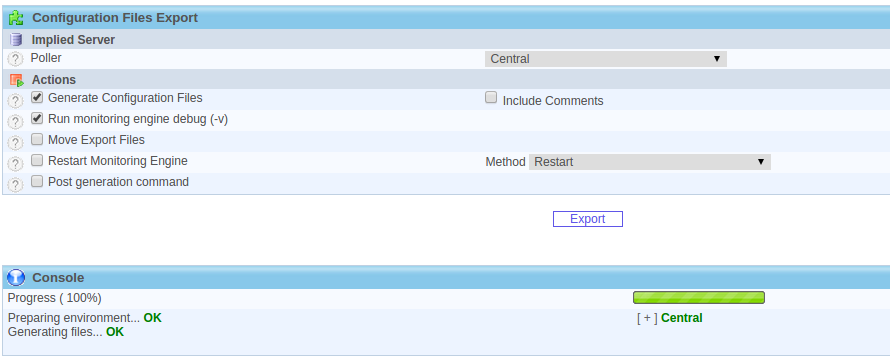 Configuration Files Export
Implied Server
? Poller Central ▼
Actions
? Generate Configuration Files Include Comments
? Run monitoring engine debug (-v)
? Move Export Files
? Restart Monitoring Engine Method Restart ▼
? Post generation command
Export
Console
Progress ( 100%)
Preparing environment... OK [ + ] Central
Generating files... OK